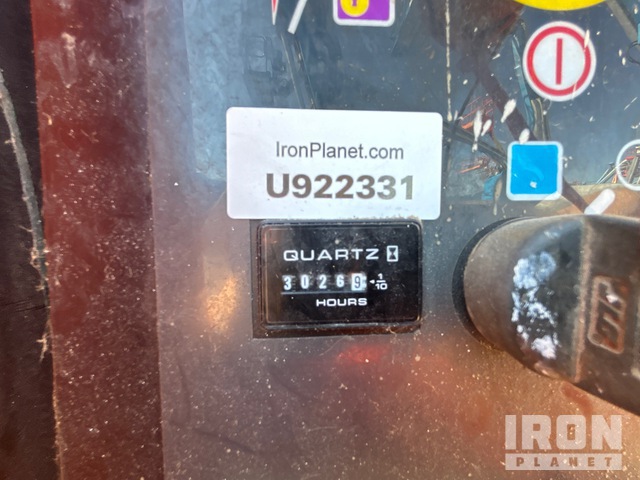 IronPlanet.com
U922331
QUARTZ
30269 1/10
HOURS
IRON
PLANET